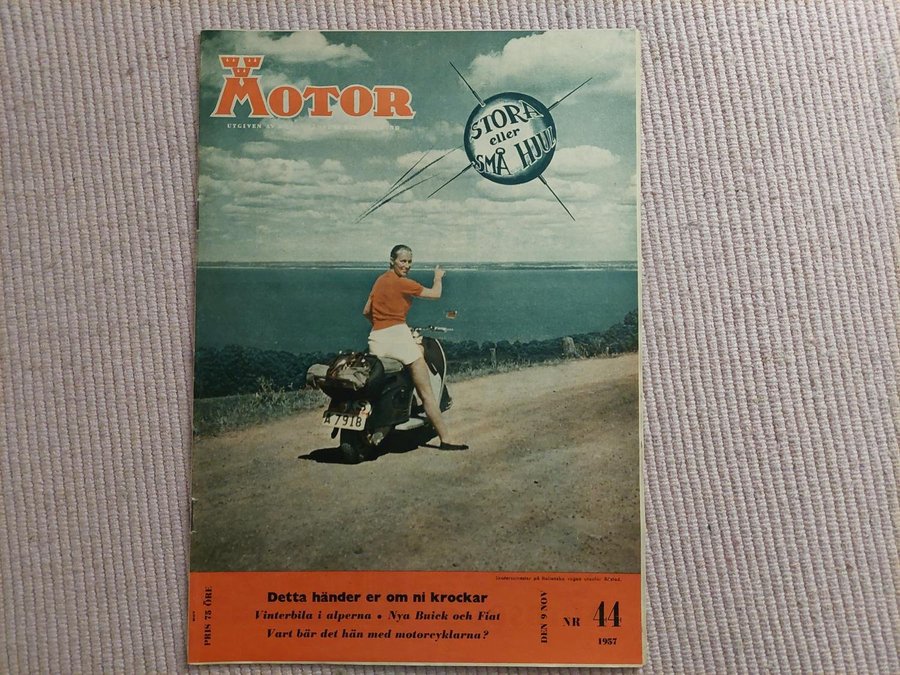 MOTOR
UTGIVEN AV
STORA
eller
SMÅ HJUL
A 7918
Detta händer er om ni krockar
Vinterbila i alperna • Nya Buick och Fiat
Vart bär det hän med motorcyklarna?
PRIS 75 ÖRE
DEN 9 NOV
NR 44
1957